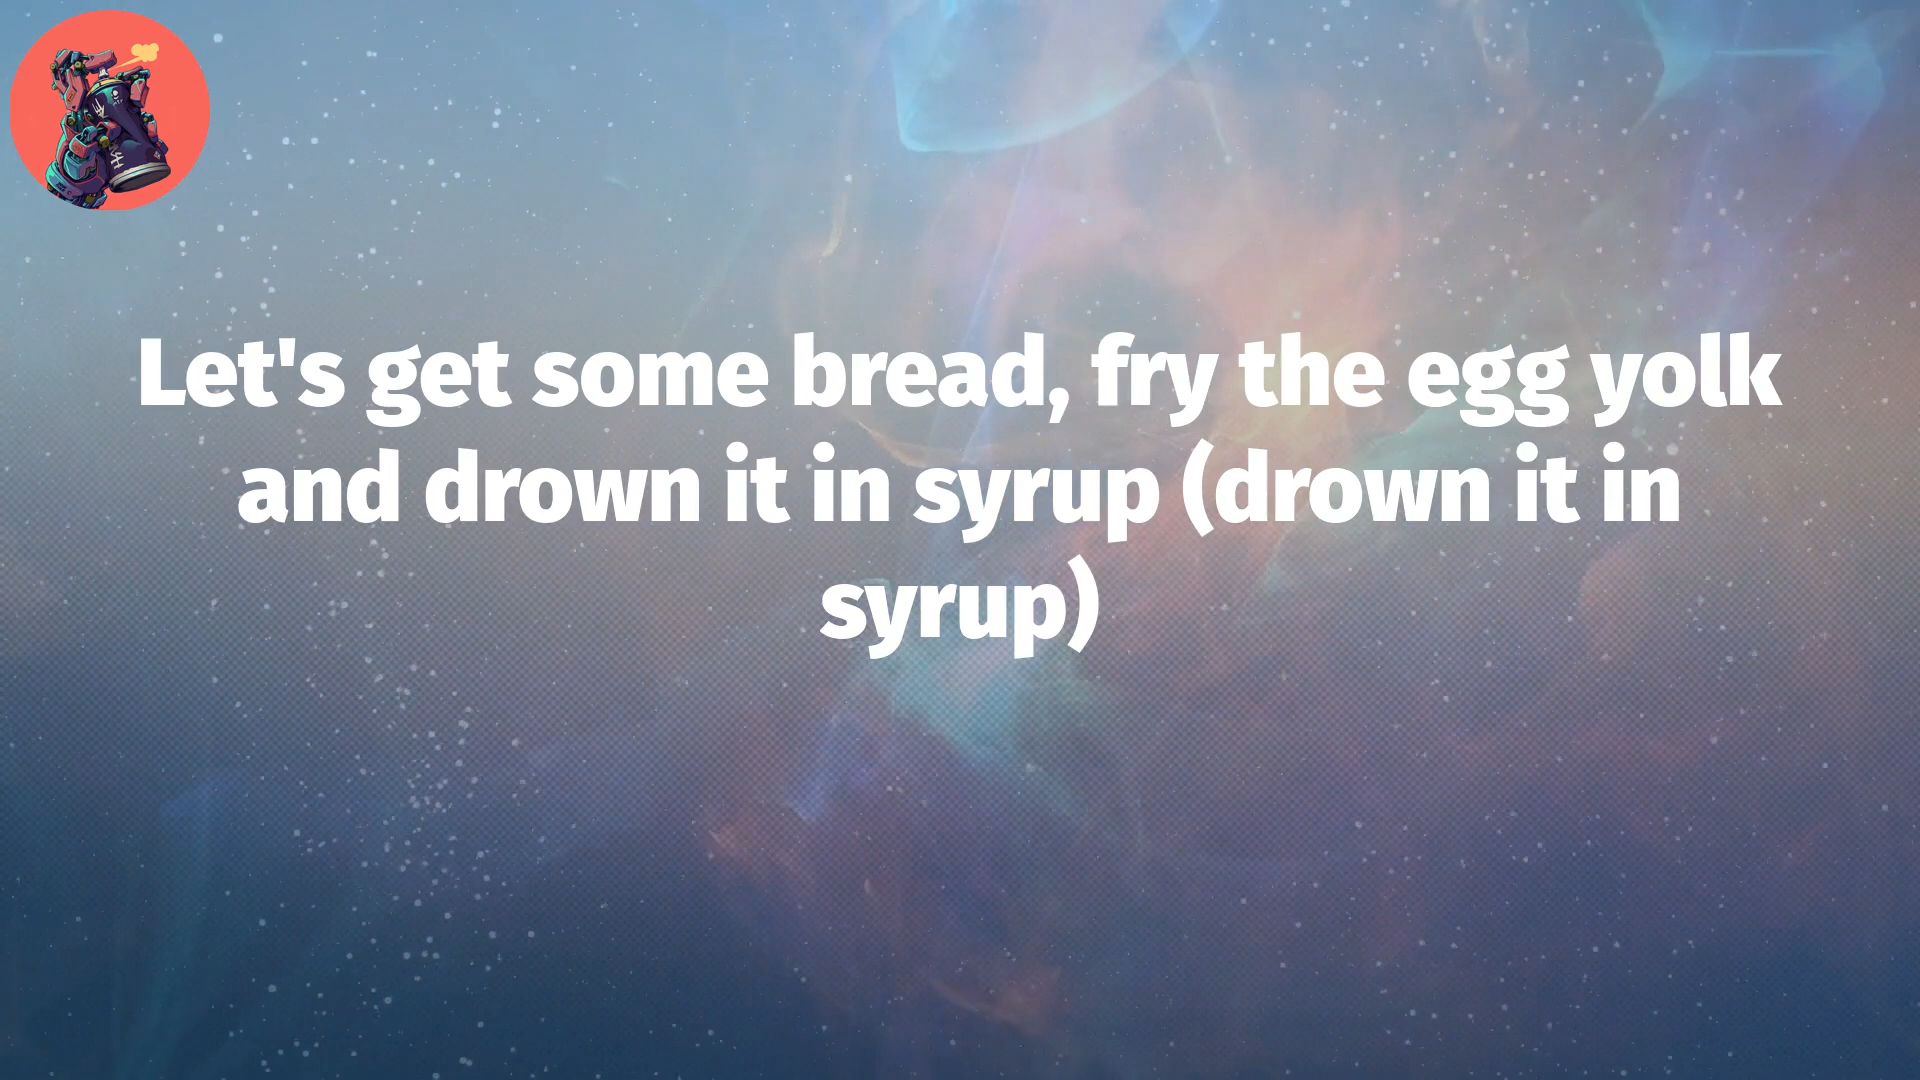 Let's get some bread, fry the egg yolk
and drown it in syrup (drown it in
syrup)